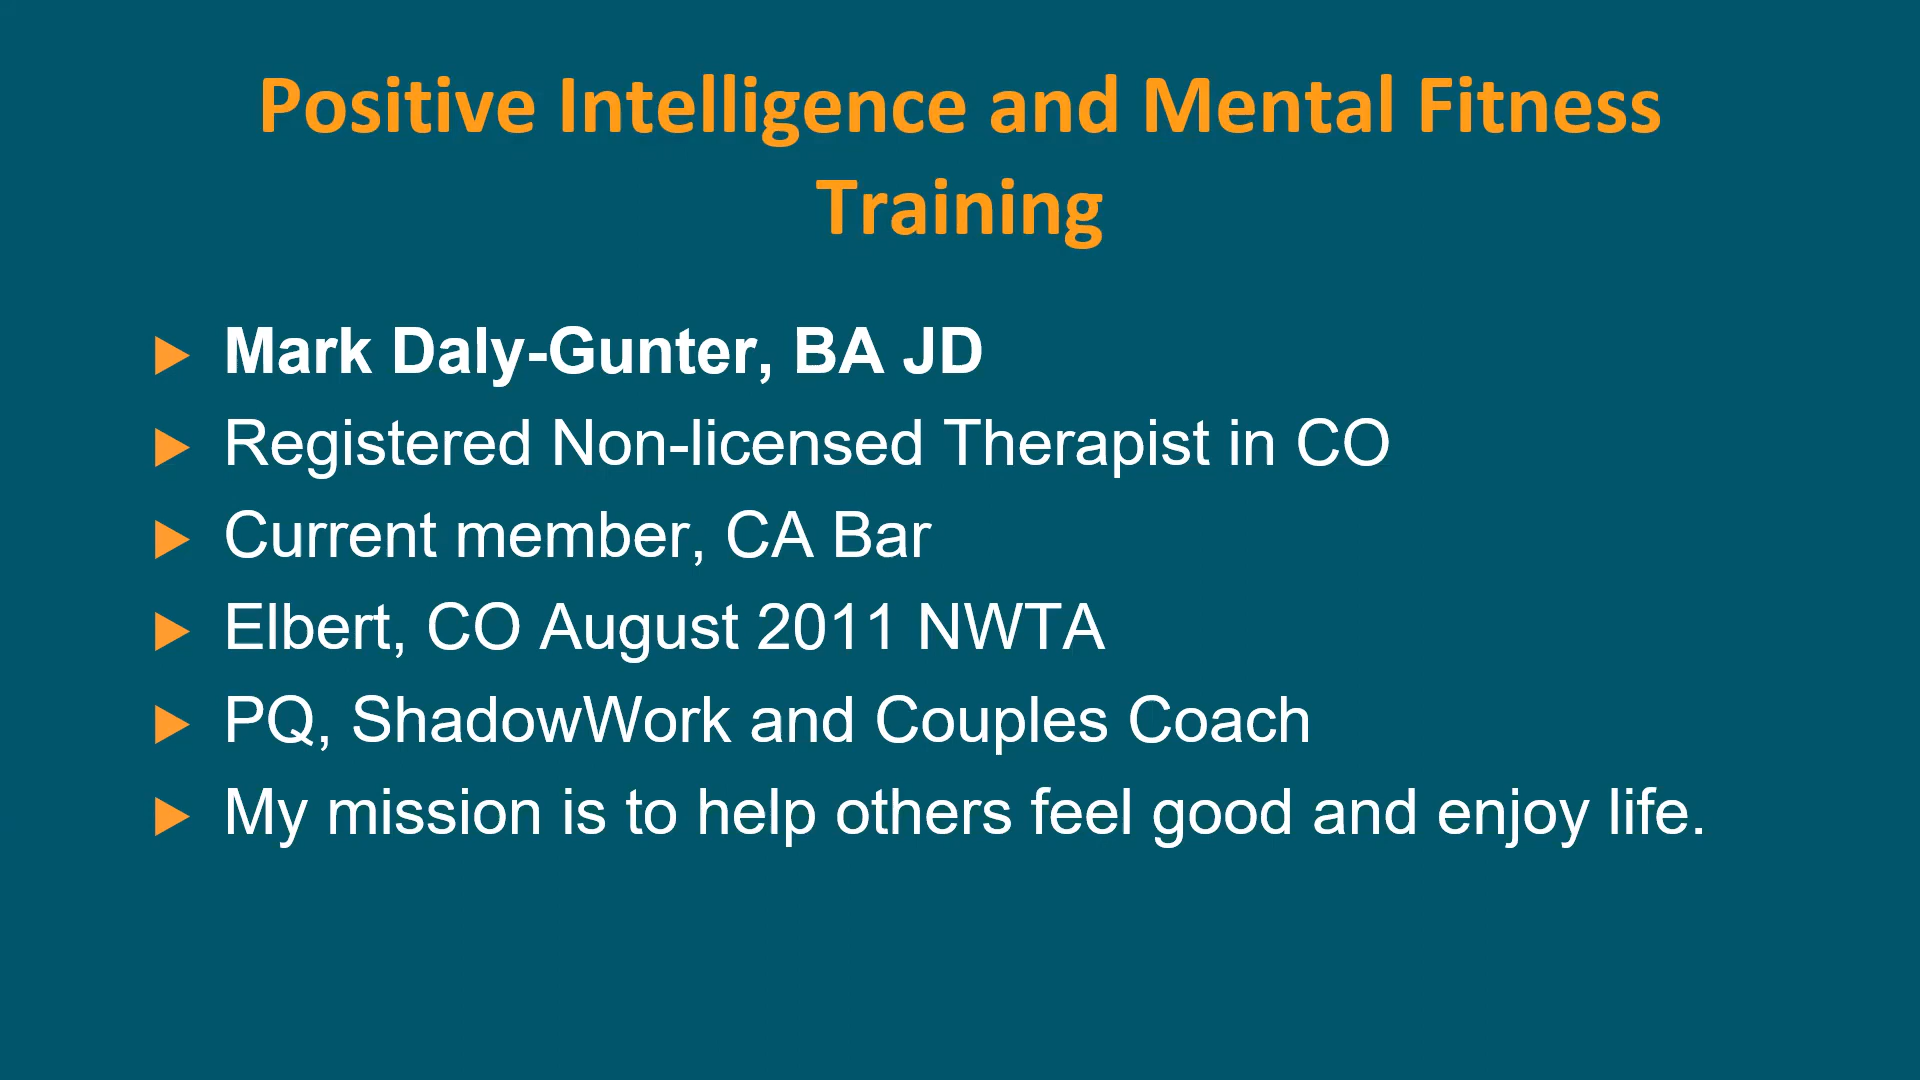 Positive Intelligence and Mental Fitness
Training
Mark Daly-Gunter, BA JD
Registered Non-licensed Therapist in CO
Current member, CA Bar
Elbert, CO August 2011 NWTA
PQ, ShadowWork and Couples Coach
My mission is to help others feel good and enjoy life.